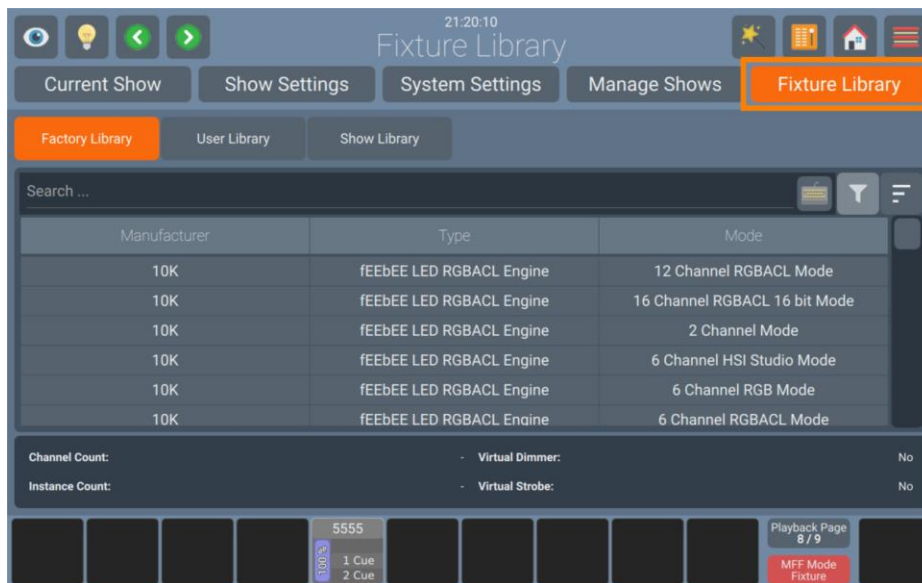 21:20:10
Fixture Library
Current Show
Show Settings
System Settings
Manage Shows
Fixture Library
Factory Library
User Library
Show Library
Search ...
Manufacturer Type Mode
10K fEEbEE LED RGBACL Engine 12 Channel RGBACL Mode
10K fEEbEE LED RGBACL Engine 16 Channel RGBACL 16 bit Mode
10K fEEbEE LED RGBACL Engine 2 Channel Mode
10K fEEbEE LED RGBACL Engine 6 Channel HSI Studio Mode
10K fEEbEE LED RGBACL Engine 6 Channel RGB Mode
10K fEEbEE LED RGBACL Engine 6 Channel RGBACL Mode
Channel Count: - Virtual Dimmer: No
Instance Count: - Virtual Strobe: No
5555
100 %
1 Cue
2 Cue
Playback Page
8 / 9
MFF Mode
Fixture